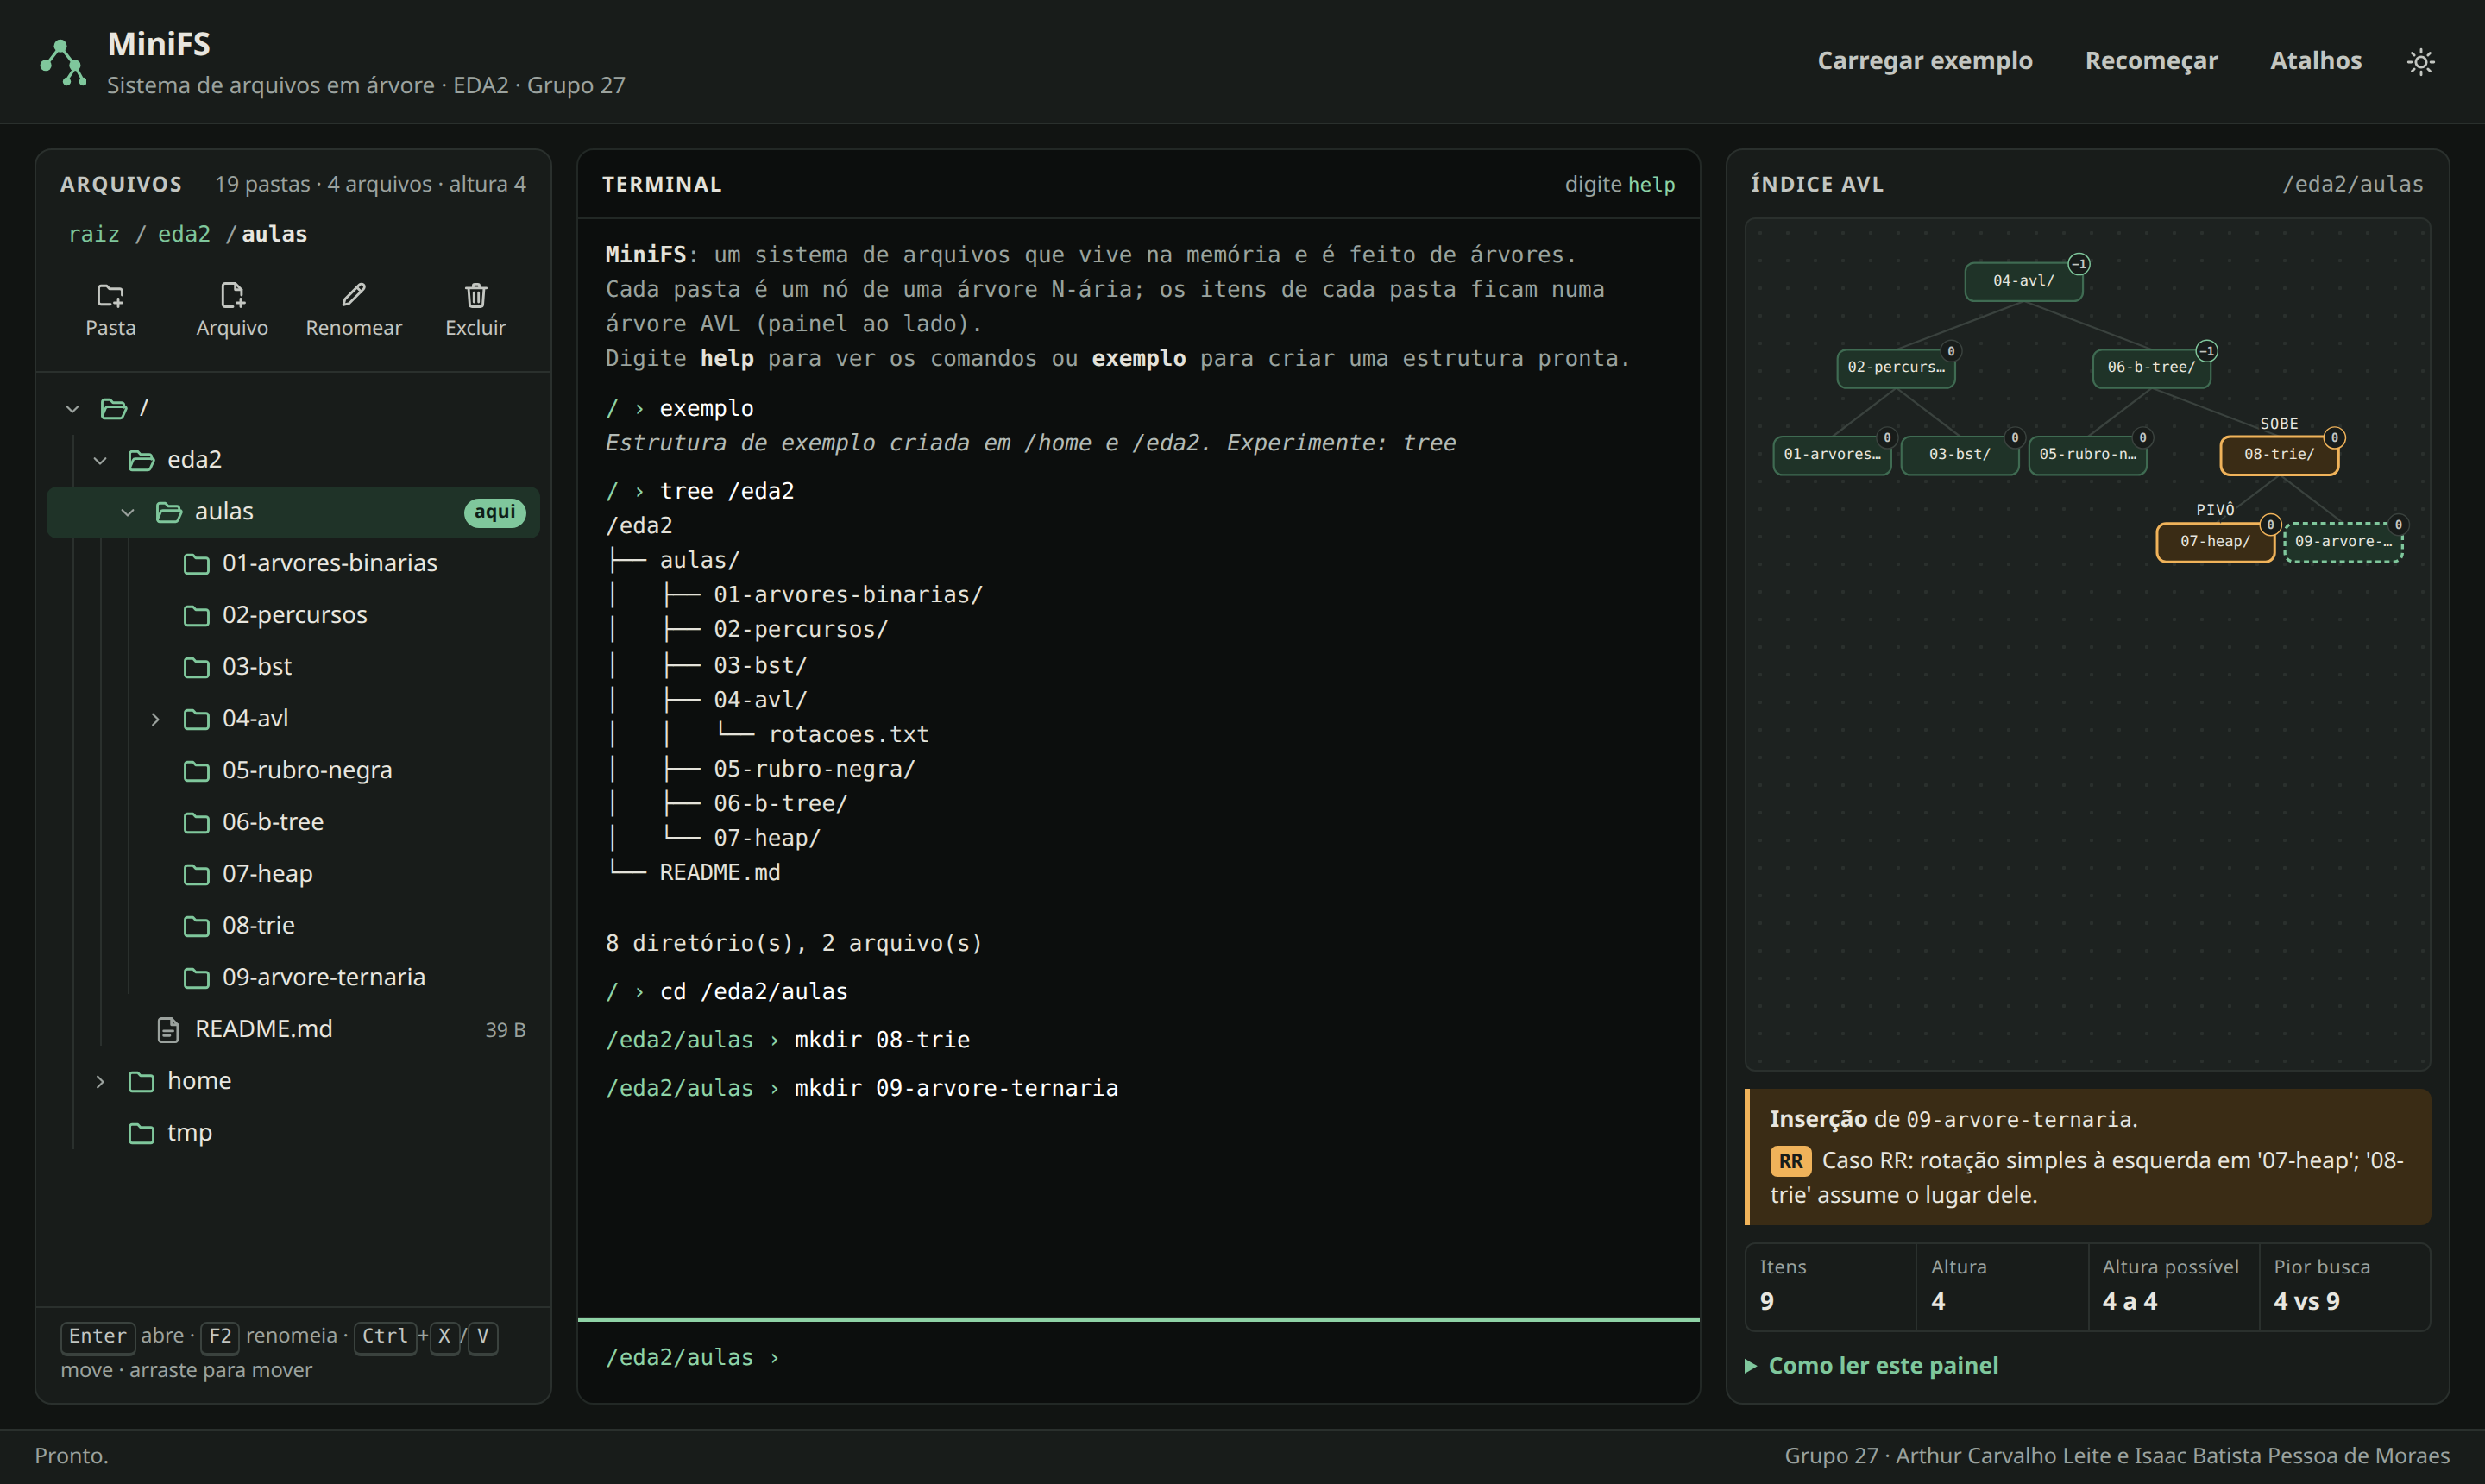 MiniFS
Sistema de arquivos em árvore · EDA2 · Grupo 27
Carregar exemplo
Recomeçar
Atalhos
ARQUIVOS
19 pastas · 4 arquivos · altura 4
raiz / eda2 / aulas
Pasta
Arquivo
Renomear
Excluir
/
eda2
aulas
aqui
01-arvores-binarias
02-percursos
03-bst
04-avl
05-rubro-negra
06-b-tree
07-heap
08-trie
09-arvore-ternaria
README.md
39 B
home
tmp
Enter abre · F2 renomeia · Ctrl+X/V
move · arraste para mover
TERMINAL
digite help
MiniFS: um sistema de arquivos que vive na memória e é feito de árvores.
Cada pasta é um nó de uma árvore N-ária; os itens de cada pasta ficam numa
árvore AVL (painel ao lado).
Digite help para ver os comandos ou exemplo para criar uma estrutura pronta.
/ › exemplo
Estrutura de exemplo criada em /home e /eda2. Experimente: tree
/ › tree /eda2
/eda2
├── aulas/
│   ├── 01-arvores-binarias/
│   ├── 02-percursos/
│   ├── 03-bst/
│   ├── 04-avl/
│   │   └── rotacoes.txt
│   ├── 05-rubro-negra/
│   ├── 06-b-tree/
│   └── 07-heap/
└── README.md
8 diretório(s), 2 arquivo(s)
/ › cd /eda2/aulas
/eda2/aulas › mkdir 08-trie
/eda2/aulas › mkdir 09-arvore-ternaria
/eda2/aulas ›
ÍNDICE AVL
/eda2/aulas
04-avl/
−1
02-percurs…
0
06-b-tree/
−1
SOBE
01-arvores…
0
03-bst/
0
05-rubro-n…
0
08-trie/
0
PIVÔ
07-heap/
0
09-arvore-…
0
Inserção de 09-arvore-ternaria.
RR Caso RR: rotação simples à esquerda em '07-heap'; '08-
trie' assume o lugar dele.
Itens
9
Altura
4
Altura possível
4 a 4
Pior busca
4 vs 9
Como ler este painel
Pronto.
Grupo 27 · Arthur Carvalho Leite e Isaac Batista Pessoa de Moraes